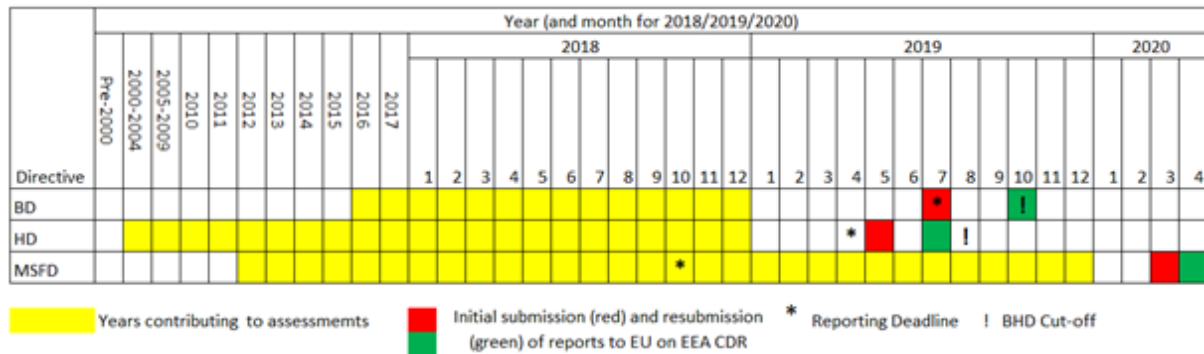 Year (and month for 2018/2019/2020)
2018 2019 2020
Directive Pre-2000 2000-2004 2005-2009 2010 2011 2012 2013 2014 2015 2016 2017 1 2 3 4 5 6 7 8 9 10 11 12 1 2 3 4 5 6 7 8 9 10 11 12 1 2 3 4
BD * !
HD * !
MSFD *
Years contributing to assessmemts Initial submission (red) and resubmission * Reporting Deadline ! BHD Cut-off
(green) of reports to EU on EEA CDR